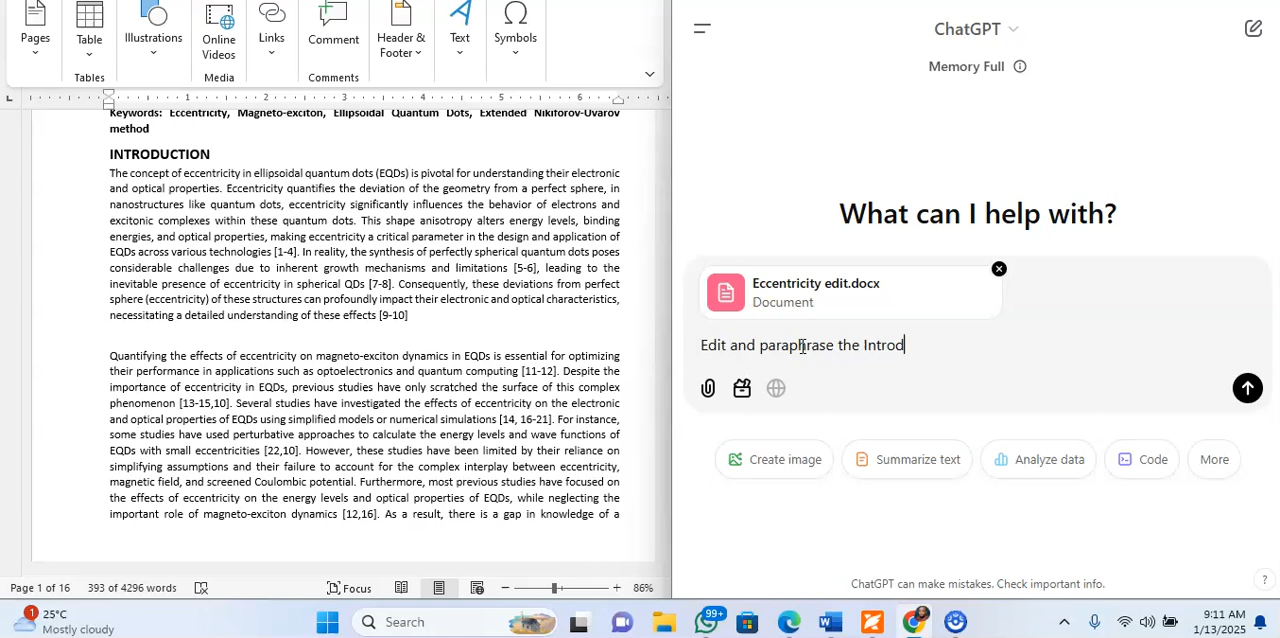 Pages
Table
Illustrations
Online
Videos
Links
Comment
Header &
Footer
Text
Symbols
Tables
Media
Comments
1
2
3
4
5
6
Keywords: Eccentricity, Magneto-exciton, Ellipsoidal Quantum Dots, Extended Nikiforov-Uvarov
method
INTRODUCTION
The concept of eccentricity in ellipsoidal quantum dots (EQDs) is pivotal for understanding their electronic
and optical properties. Eccentricity quantifies the deviation of the geometry from a perfect sphere, in
nanostructures like quantum dots, eccentricity significantly influences the behavior of electrons and
excitonic complexes within these quantum dots. This shape anisotropy alters energy levels, binding
energies, and optical properties, making eccentricity a critical parameter in the design and application of
EQDs across various technologies [1-4]. In reality, the synthesis of perfectly spherical quantum dots poses
considerable challenges due to inherent growth mechanisms and limitations [5-6], leading to the
inevitable presence of eccentricity in spherical QDs [7-8]. Consequently, these deviations from perfect
sphere (eccentricity) of these structures can profoundly impact their electronic and optical characteristics,
necessitating a detailed understanding of these effects [9-10]
Quantifying the effects of eccentricity on magneto-exciton dynamics in EQDs is essential for optimizing
their performance in applications such as optoelectronics and quantum computing [11-12]. Despite the
importance of eccentricity in EQDs, previous studies have only scratched the surface of this complex
phenomenon [13-15,10]. Several studies have investigated the effects of eccentricity on the electronic
and optical properties of EQDs using simplified models or numerical simulations [14, 16-21]. For instance,
some studies have used perturbative approaches to calculate the energy levels and wave functions of
EQDs with small eccentricities [22,10]. However, these studies have been limited by their reliance on
simplifying assumptions and their failure to account for the complex interplay between eccentricity,
magnetic field, and screened Coulombic potential. Furthermore, most previous studies have focused on
the effects of eccentricity on the energy levels and optical properties of EQDs, while neglecting the
important role of magneto-exciton dynamics [12,16]. As a result, there is a gap in knowledge of a
Page 1 of 16
393 of 4296 words
Focus
86%
ChatGPT
Memory Full
What can I help with?
Eccentricity edit.docx
Document
Edit and paraphrase the Introd
Create image
Summarize text
Analyze data
Code
More
ChatGPT can make mistakes. Check important info.
?
1
25°C
Mostly cloudy
Search
99+
9:11 AM
1/13/2025